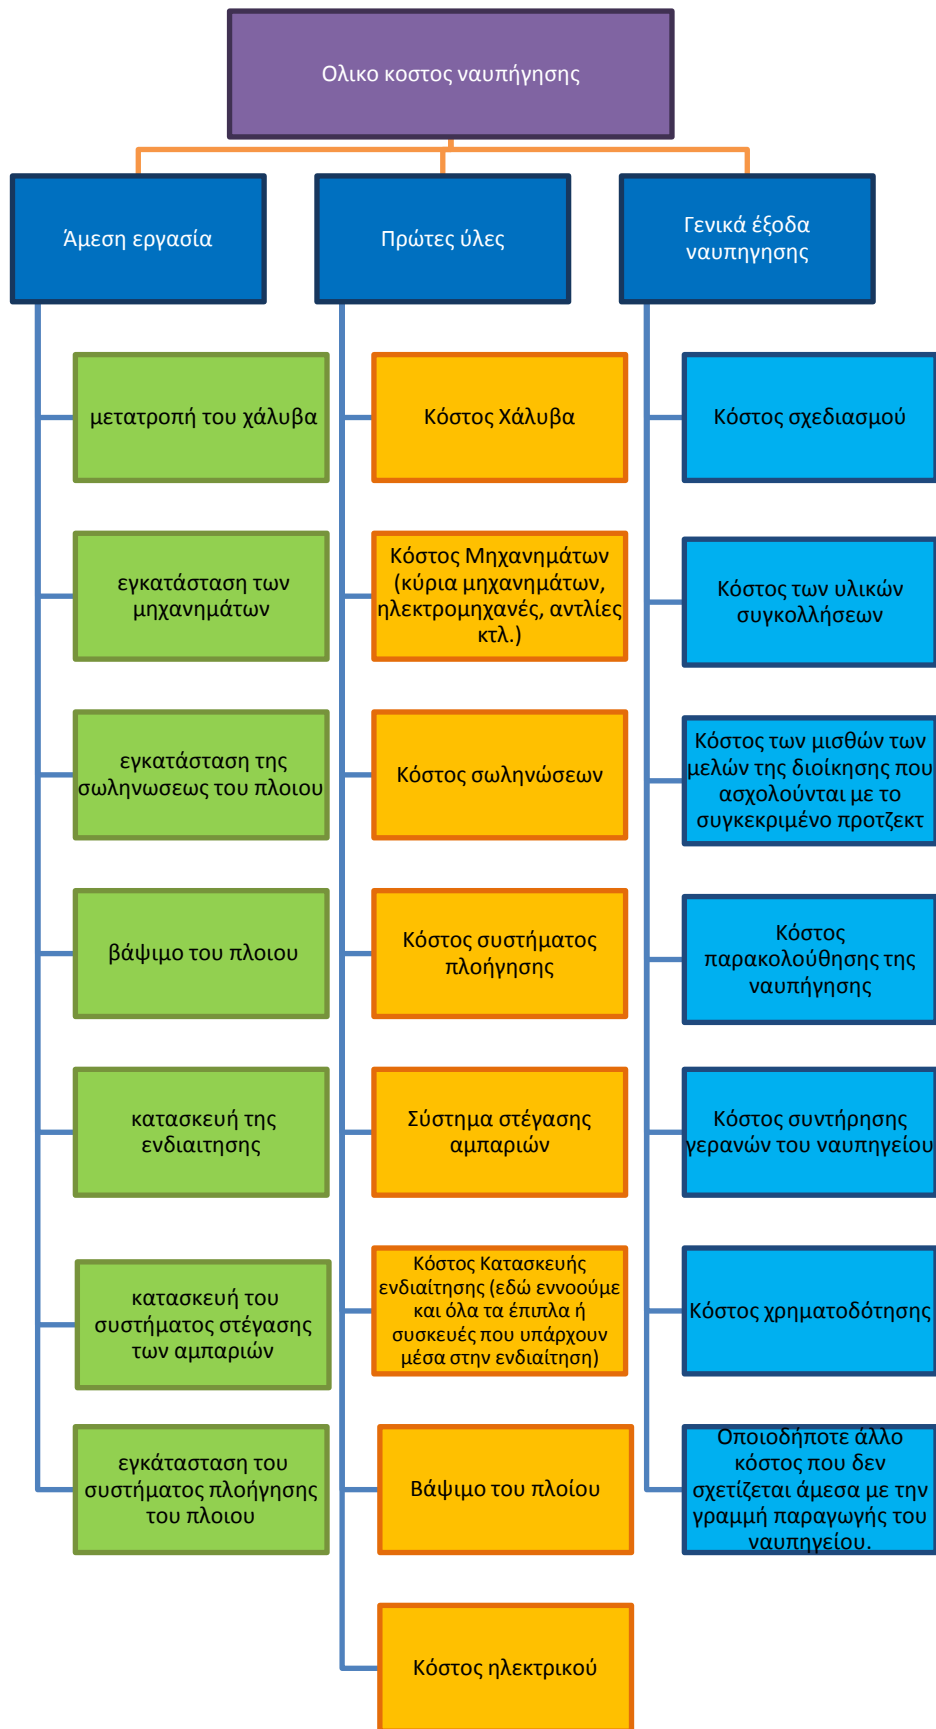 Ολικο κοστος ναυπήγησης
Άμεση εργασία
μετατροπή του χάλυβα
εγκατάσταση των
μηχανημάτων
εγκατάσταση της
σωληνωσεως του πλοιου
βάψιμο του πλοιου
κατασκευή της
ενδιαιτησης
κατασκευή του
συστήματος στέγασης
των αμπαριών
εγκάτασταση του
συστήματος πλοήγησης
του πλοιου
Πρώτες ύλες
Κόστος Χάλυβα
Κόστος Μηχανημάτων
(κύρια μηχανημάτων,
ηλεκτρομηχανές, αντλίες
κτλ.)
Κόστος σωληνώσεων
Κόστος συστήματος
πλοήγησης
Σύστημα στέγασης
αμπαριών
Κόστος Κατασκευής
ενδιαίτησης (εδώ εννοούμε
και όλα τα έπιπλα ή
συσκευές που υπάρχουν
μέσα στην ενδιαίτηση)
Βάψιμο του πλοίου
Κόστος ηλεκτρικού
Γενικά έξοδα
ναυπηγησης
Κόστος σχεδιασμού
Κόστος των υλικών
συγκολλήσεων
Κόστος των μισθών των
μελών της διοίκησης που
ασχολούνται με το
συγκεκριμένο προτζεκτ
Κόστος
παρακολούθησης της
ναυπήγησης
Κόστος συντήρησης
γερανών του ναυπηγείου
Κόστος χρηματοδότησης
Οποιοδήποτε άλλο
κόστος που δεν
σχετίζεται άμεσα με την
γραμμή παραγωγής του
ναυπηγείου.